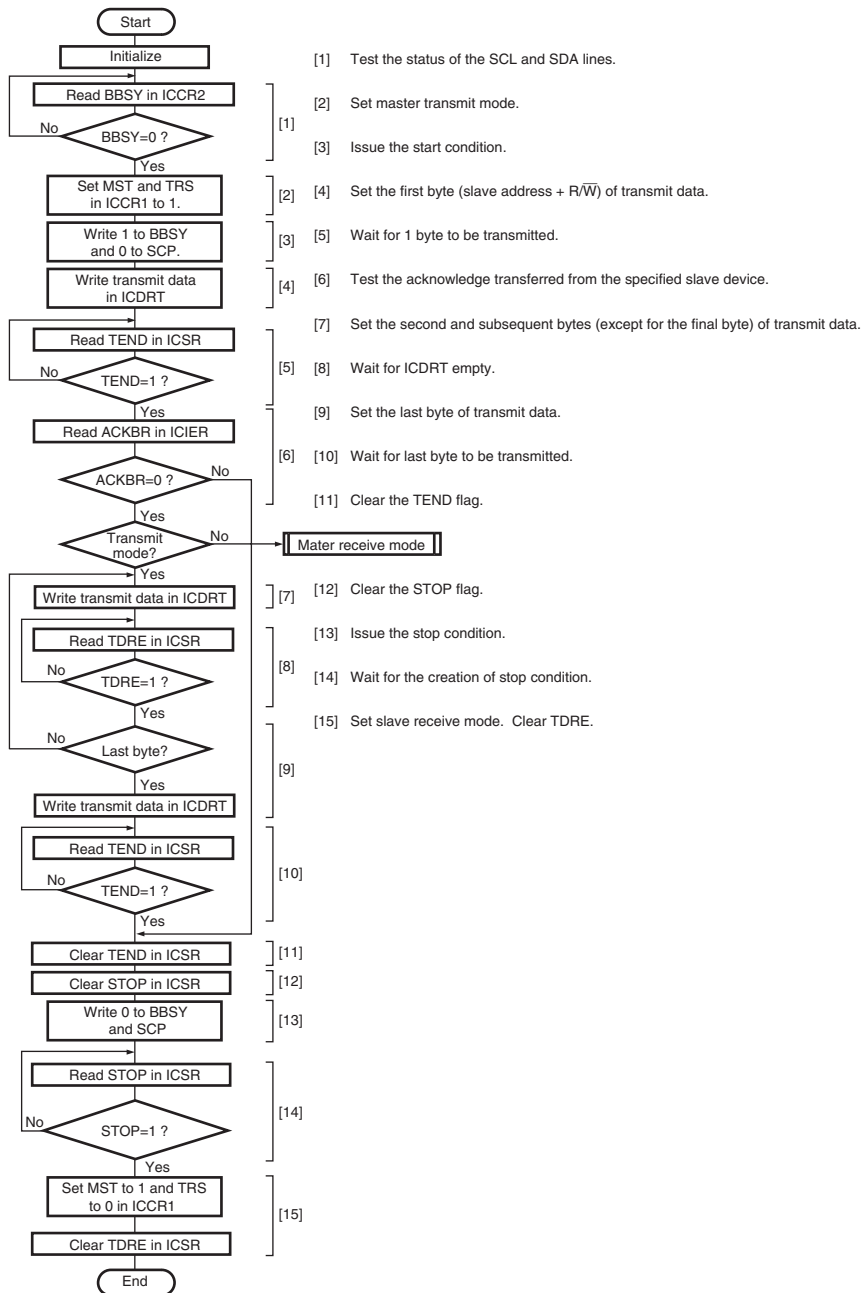 Start
Initialize
Read BBSY in ICCR2
No
BBSY=0 ?
[1]
Yes
Set MST and TRS
in ICCR1 to 1.
[2]
Write 1 to BBSY
and 0 to SCP.
[3]
Write transmit data
in ICDRT
[4]
Read TEND in ICSR
No
TEND=1 ?
[5]
Yes
Read ACKBR in ICIER
[6]
No
ACKBR=0 ?
Yes
Transmit
mode?
No
Mater receive mode
Yes
Write transmit data in ICDRT
[7]
Read TDRE in ICSR
No
TDRE=1 ?
[8]
Yes
No
Last byte?
[9]
Yes
Write transmit data in ICDRT
Read TEND in ICSR
No
TEND=1 ?
[10]
Yes
Clear TEND in ICSR
[11]
Clear STOP in ICSR
[12]
Write 0 to BBSY
and SCP
[13]
Read STOP in ICSR
No
STOP=1 ?
[14]
Yes
Set MST to 1 and TRS
to 0 in ICCR1
[15]
Clear TDRE in ICSR
End
[1] Test the status of the SCL and SDA lines.
[2] Set master transmit mode.
[3] Issue the start condition.
[4] Set the first byte (slave address + R/W̅) of transmit data.
[5] Wait for 1 byte to be transmitted.
[6] Test the acknowledge transferred from the specified slave device.
[7] Set the second and subsequent bytes (except for the final byte) of transmit data.
[8] Wait for ICDRT empty.
[9] Set the last byte of transmit data.
[10] Wait for last byte to be transmitted.
[11] Clear the TEND flag.
[12] Clear the STOP flag.
[13] Issue the stop condition.
[14] Wait for the creation of stop condition.
[15] Set slave receive mode. Clear TDRE.